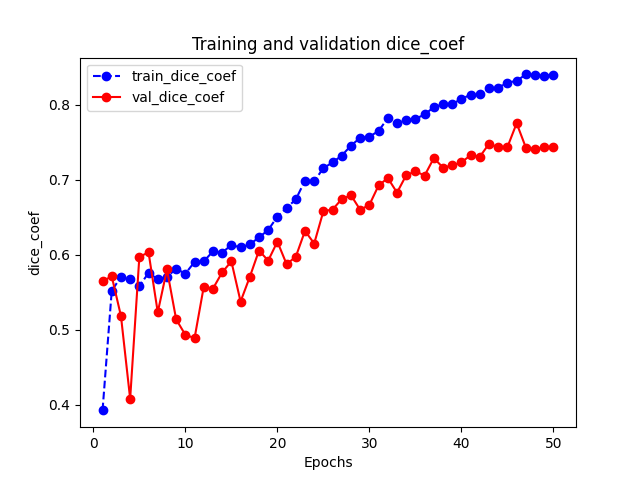 Training and validation dice_coef
train_dice_coef
val_dice_coef
dice_coef
0.8
0.7
0.6
0.5
0.4
0 10 20 30 40 50
Epochs